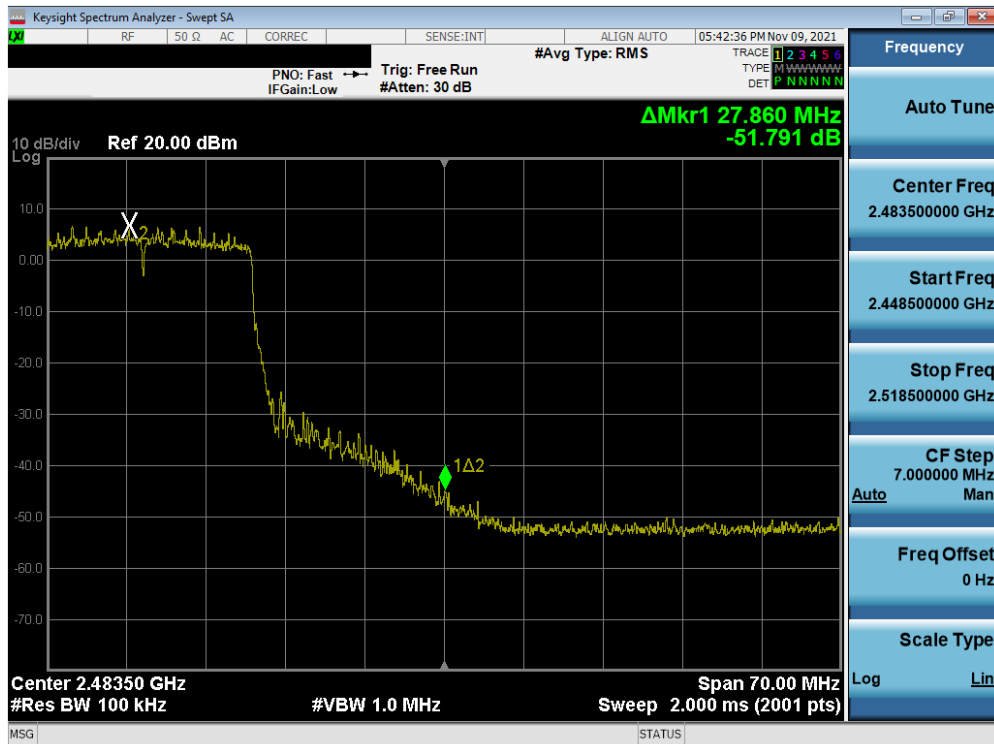 Keysight Spectrum Analyzer - Swept SA
LXI RF 50 Ω AC CORREC SENSE:INT ALIGN AUTO 05:42:36 PM Nov 09, 2021
#Avg Type: RMS
TRACE 1 2 3 4 5 6
TYPE M WWWWW
DET P N N N N N
PNO: Fast
IFGain:Low
Trig: Free Run
#Atten: 30 dB
ΔMkr1 27.860 MHz
-51.791 dB
10 dB/div
Log
Ref 20.00 dBm
10.0
0.00
-10.0
-20.0
-30.0
-40.0
-50.0
-60.0
-70.0
X2
1Δ2
Center 2.48350 GHz
Span 70.00 MHz
#Res BW 100 kHz
#VBW 1.0 MHz
Sweep 2.000 ms (2001 pts)
MSG
STATUS
Frequency
Auto Tune
Center Freq
2.483500000 GHz
Start Freq
2.448500000 GHz
Stop Freq
2.518500000 GHz
CF Step
7.000000 MHz
Auto Man
Freq Offset
0 Hz
Scale Type
Log Lin